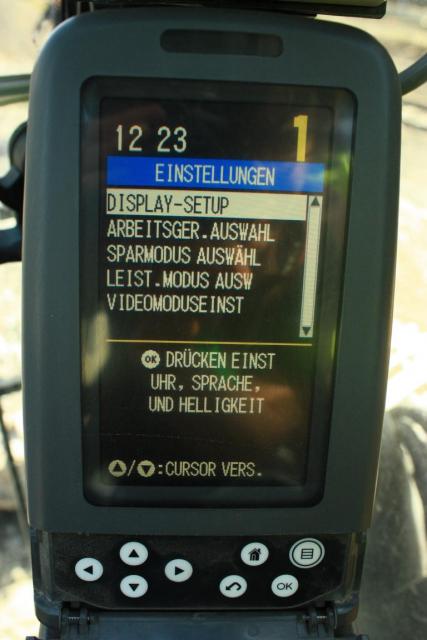 12 23
1
EINSTELLUNGEN
DISPLAY-SETUP
ARBEITSGER.AUSWAHL
SPARMODUS AUSWÄHL
LEIST.MODUS AUSW
VIDEOMODUSEINST
OK DRÜCKEN EINST
UHR, SPRACHE,
UND HELLIGKEIT
/ :CURSOR VERS.
OK